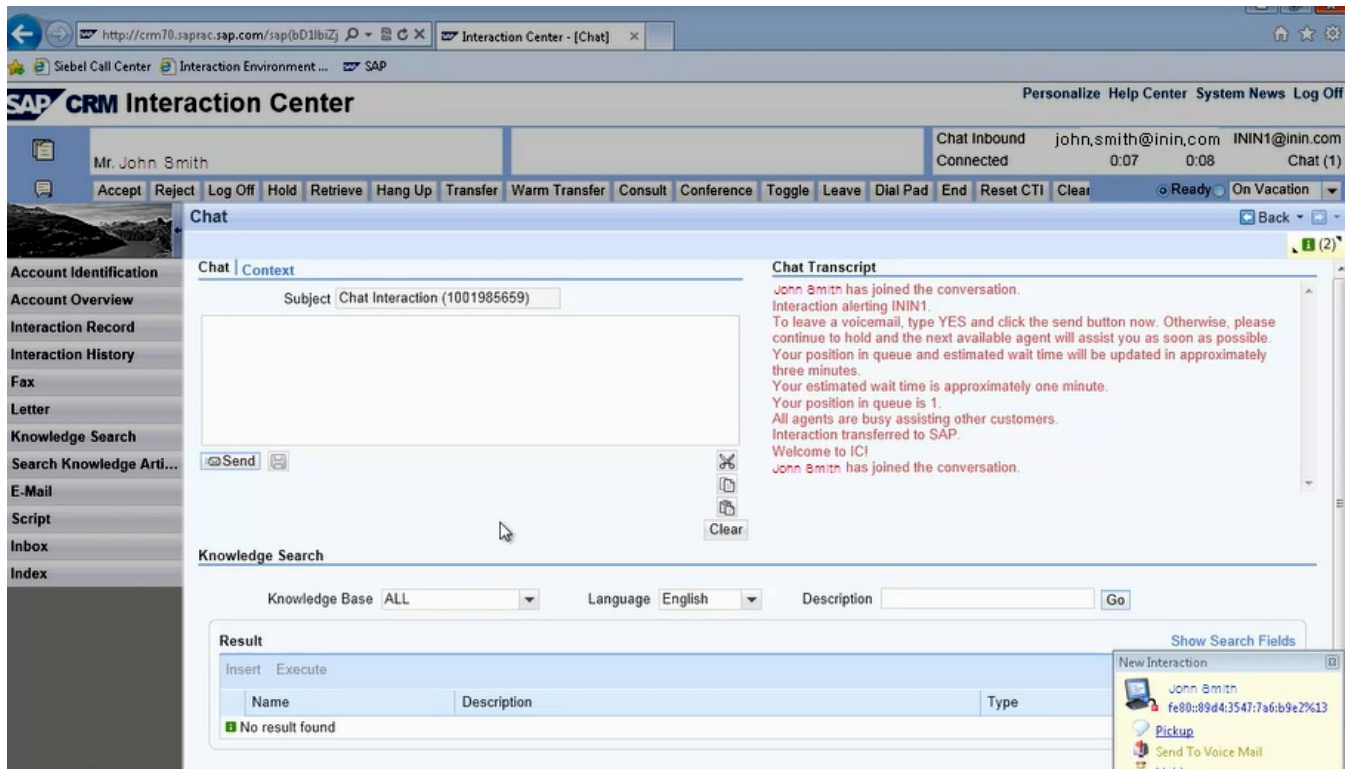 http://crm70.saprac.sap.com/sap(bD1lbiZj
Interaction Center - [Chat]
Siebel Call Center Interaction Environment ... SAP
SAP CRM Interaction Center
Personalize Help Center System News Log Off
Mr. John Smith
Chat Inbound john,smith@inin,com ININ1@inin.com
Connected 0:07 0:08 Chat (1)
Accept Reject Log Off Hold Retrieve Hang Up Transfer Warm Transfer Consult Conference Toggle Leave Dial Pad End Reset CTI Clear Ready On Vacation
Chat
Back
(2)
Account Identification
Account Overview
Interaction Record
Interaction History
Fax
Letter
Knowledge Search
Search Knowledge Arti...
E-Mail
Script
Inbox
Index
Chat Context
Subject Chat Interaction (1001985659)
Send
Clear
Chat Transcript
John Smith has joined the conversation.
Interaction alerting ININ1.
To leave a voicemail, type YES and click the send button now. Otherwise, please
continue to hold and the next available agent will assist you as soon as possible.
Your position in queue and estimated wait time will be updated in approximately
three minutes.
Your estimated wait time is approximately one minute.
Your position in queue is 1.
All agents are busy assisting other customers.
Interaction transferred to SAP.
Welcome to IC!
John Smith has joined the conversation.
Knowledge Search
Knowledge Base ALL Language English Description Go
Result Show Search Fields
Insert Execute
Name Description Type
No result found
New Interaction
John Smith
fe80::89d4:3547:7a6:b9e2%13
Pickup
Send To Voice Mail